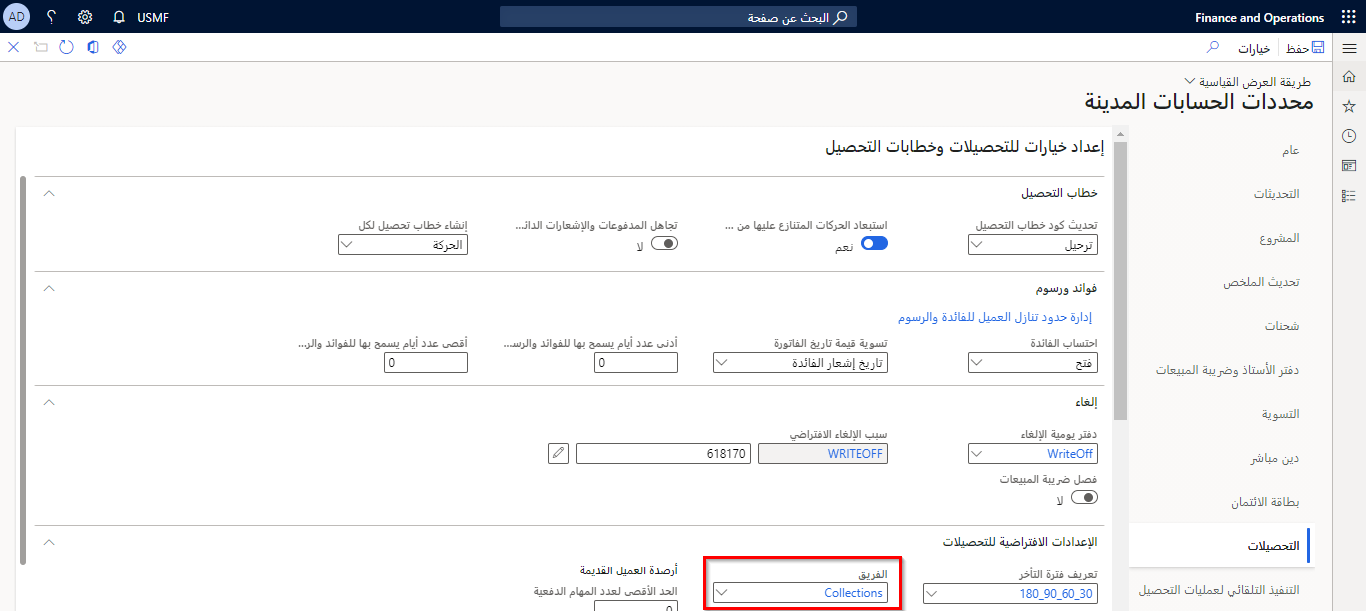 Finance and Operations
البحث عن صفحة
USMF
AD
حفظ
خيارات
طريقة العرض القياسية
محددات الحسابات المدينة
عام
التحديثات
المشروع
تحديث الملخص
شحنات
دفتر الأستاذ وضريبة المبيعات
التسوية
دين مباشر
بطاقة الائتمان
التحصيلات
التنفيذ التلقائي لعمليات التحصيل
إعداد خيارات للتحصيلات وخطابات التحصيل
خطاب التحصيل
تحديث كود خطاب التحصيل
ترحيل
استبعاد الحركات المتنازع عليها من ...
نعم
تجاهل المدفوعات والإشعارات الدائ...
لا
إنشاء خطاب تحصيل لكل
الحركة
فوائد ورسوم
إدارة حدود تنازل العميل للفائدة والرسوم
احتساب الفائدة
فتح
تسوية قيمة تاريخ الفاتورة
تاريخ إشعار الفائدة
أدنى عدد أيام يسمح بها للفوائد والرسـ...
0
أقصى عدد أيام يسمح بها للفوائد والر...
0
إلغاء
دفتر يومية الإلغاء
WriteOff
سبب الإلغاء الافتراضي
WRITEOFF
618170
فصل ضريبة المبيعات
لا
الإعدادات الافتراضية للتحصيلات
تعريف فترة التأخر
180_90_60_30
الفريق
Collections
أرصدة العميل القديمة
الحد الأقصى لعدد المهام الدفعية
0